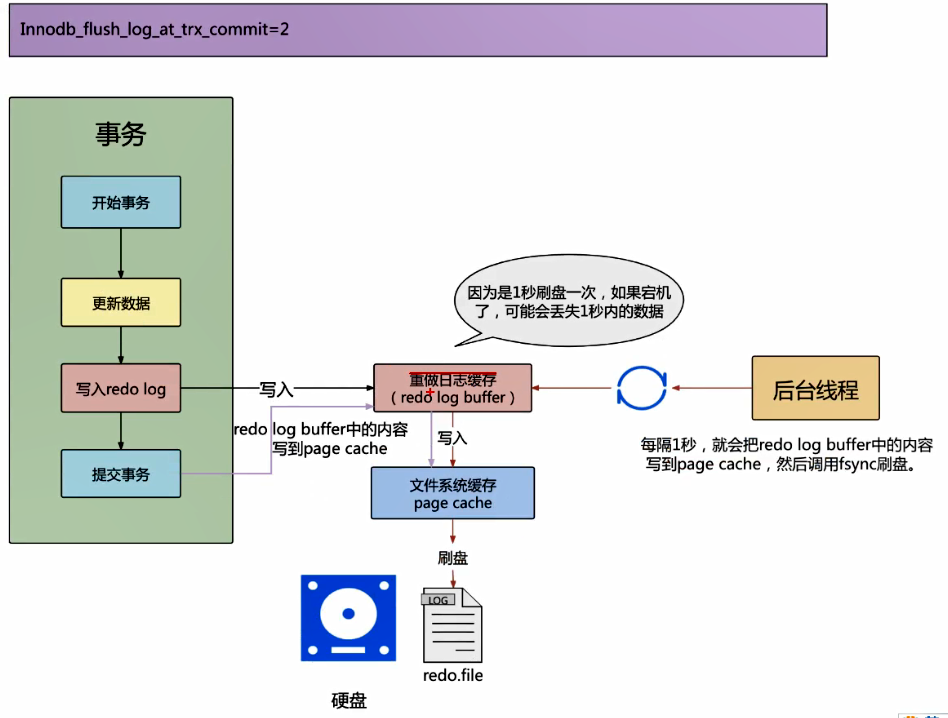 Innodb_flush_log_at_trx_commit=2
事务
开始事务
更新数据
写入redo log
提交事务
写入
redo log buffer中的内容
写到page cache
因为是1秒刷盘一次，如果宕机
了，可能会丢失1秒内的数据
重做日志缓存
（redo log buffer）
写入
文件系统缓存
page cache
刷盘
LOG
redo.file
硬盘
后台线程
每隔1秒，就会把redo log buffer中的内容
写到page cache，然后调用fsync刷盘。